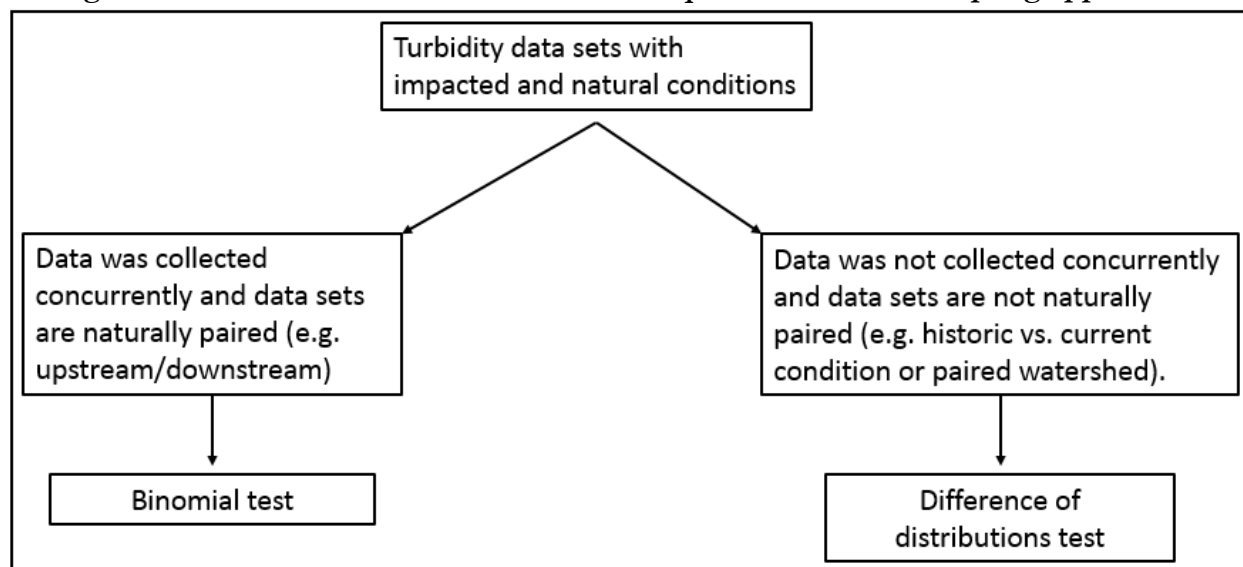 Turbidity data sets with
impacted and natural conditions
Data was collected
concurrently and data sets
are naturally paired (e.g.
upstream/downstream)
Data was not collected concurrently
and data sets are not naturally
paired (e.g. historic vs. current
condition or paired watershed).
Binomial test
Difference of
distributions test